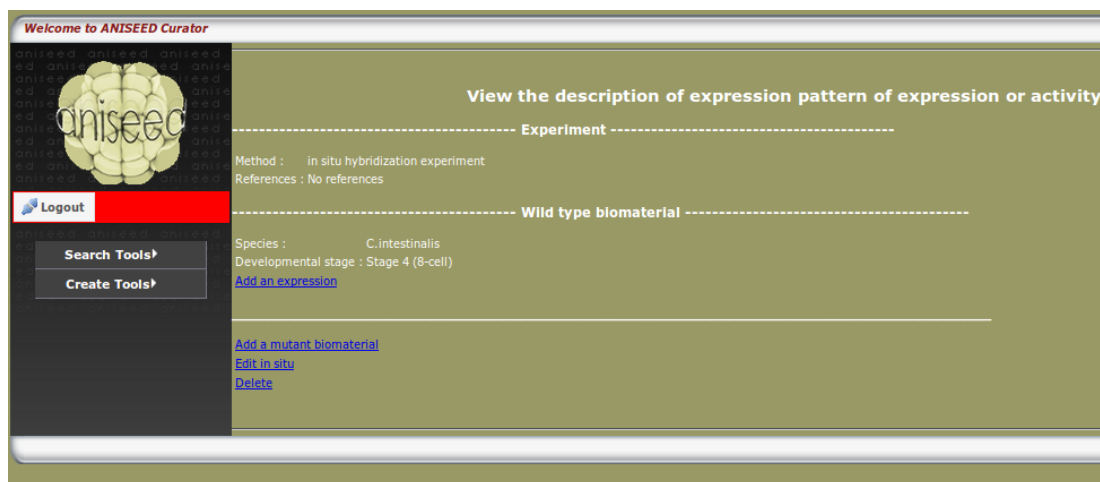 Welcome to ANISEED Curator
aniseed
View the description of expression pattern of expression or activity
------------------------------------------ Experiment ------------------------------------------
Method : in situ hybridization experiment
References : No references
Logout
------------------------------------------ Wild type biomaterial ------------------------------------------
Species : C.intestinalis
Search Tools
Developmental stage : Stage 4 (8-cell)
Add an expression
Create Tools
Add a mutant biomaterial
Edit in situ
Delete